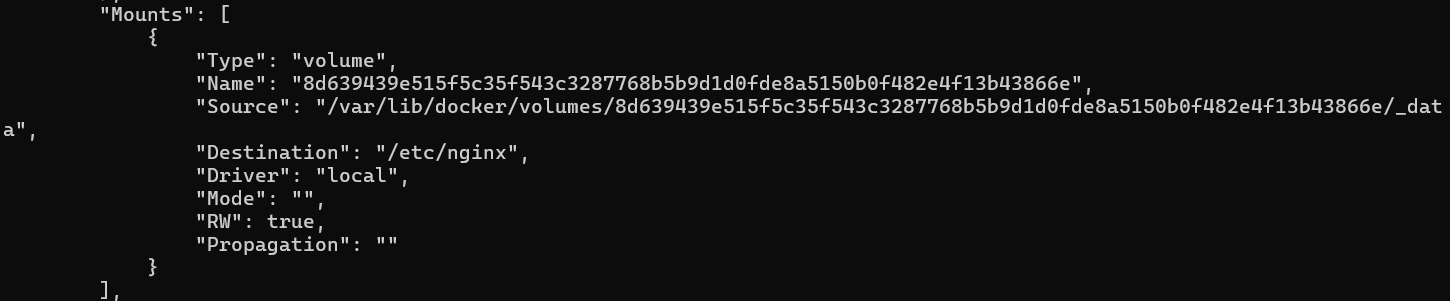 "Mounts": [
{
"Type": "volume",
"Name": "8d639439e515f5c35f543c3287768b5b9d1d0fde8a5150b0f482e4f13b43866e",
"Source": "/var/lib/docker/volumes/8d639439e515f5c35f543c3287768b5b9d1d0fde8a5150b0f482e4f13b43866e/_dat
a",
"Destination": "/etc/nginx",
"Driver": "local",
"Mode": "",
"RW": true,
"Propagation": ""
}
],